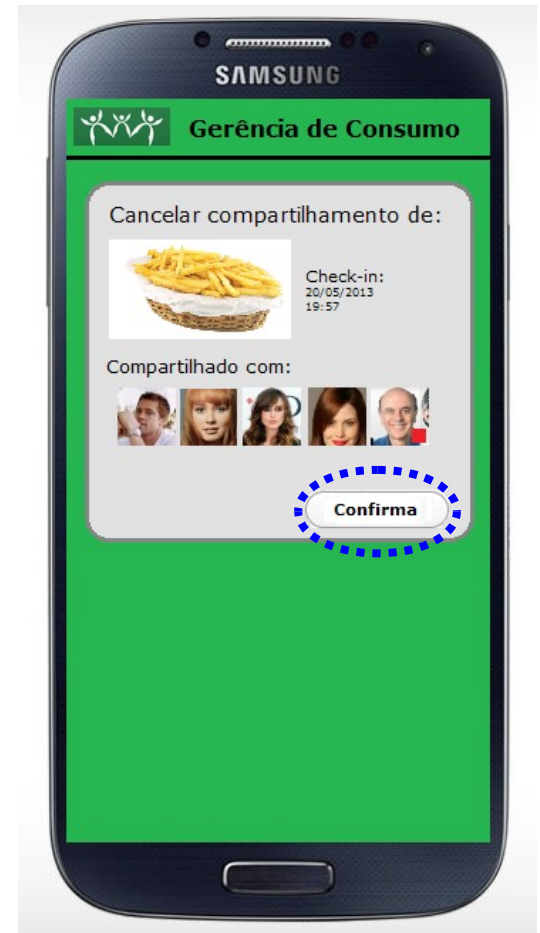 SAMSUNG
Gerência de Consumo
Cancelar compartilhamento de:
Check-in:
20/05/2013
19:57
Compartilhado com:
Confirma